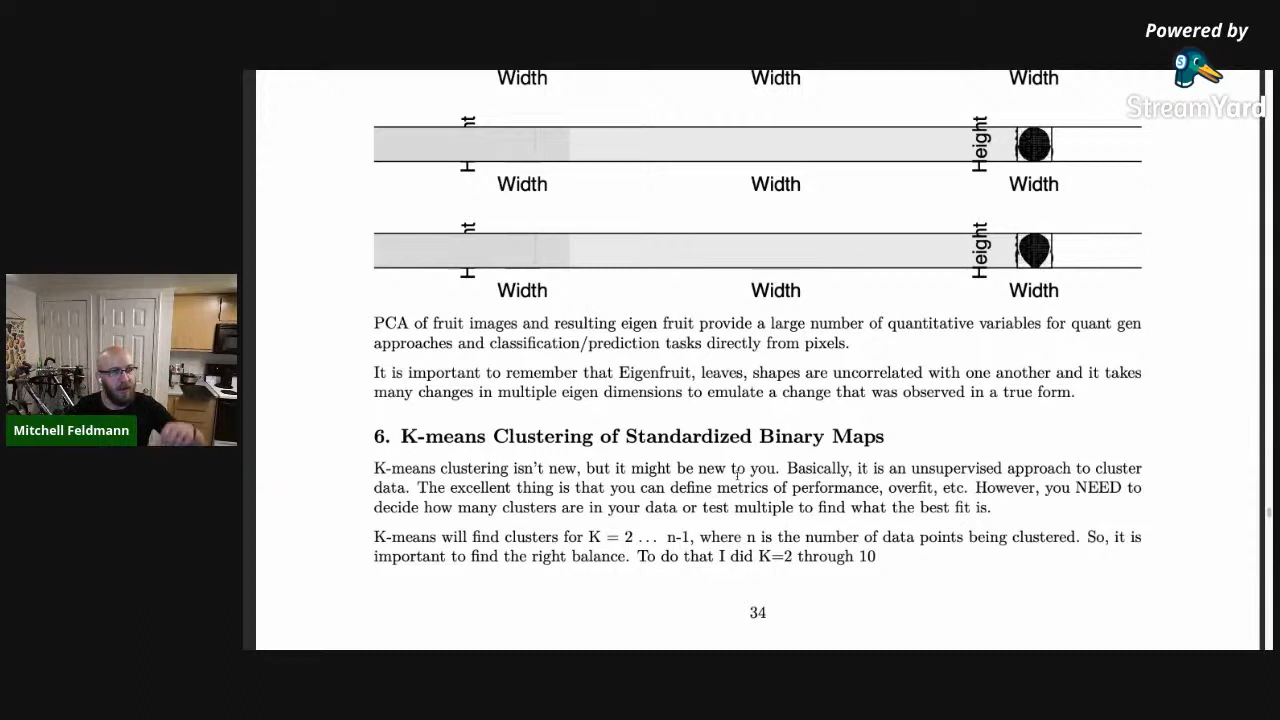 Powered by
StreamYard
Width Width Width
Height
Width Width Width
Height
Width Width Width
PCA of fruit images and resulting eigen fruit provide a large number of quantitative variables for quant gen
approaches and classification/prediction tasks directly from pixels.
It is important to remember that Eigenfruit, leaves, shapes are uncorrelated with one another and it takes
many changes in multiple eigen dimensions to emulate a change that was observed in a true form.
6. K-means Clustering of Standardized Binary Maps
K-means clustering isn't new, but it might be new to you. Basically, it is an unsupervised approach to cluster
data. The excellent thing is that you can define metrics of performance, overfit, etc. However, you NEED to
decide how many clusters are in your data or test multiple to find what the best fit is.
K-means will find clusters for K = 2 ... n-1, where n is the number of data points being clustered. So, it is
important to find the right balance. To do that I did K=2 through 10
34
Mitchell Feldmann